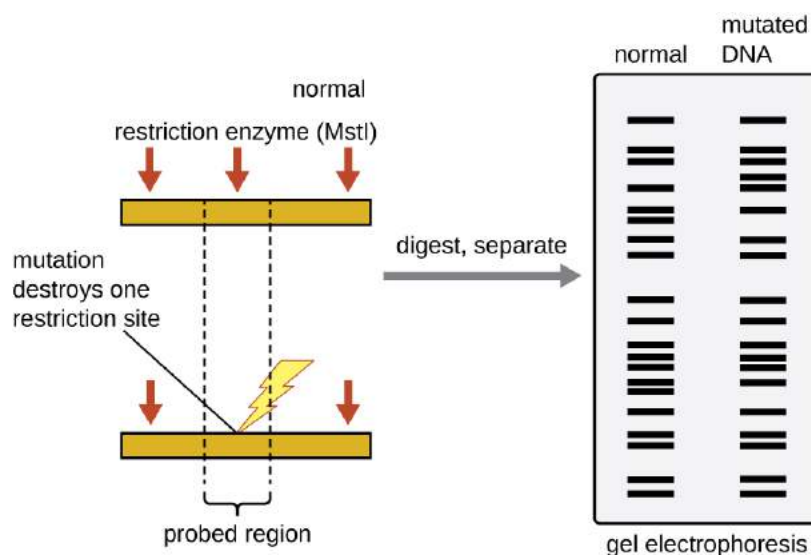 normal
restriction enzyme (MstI)
mutation
destroys one
restriction site
probed region
digest, separate
normal
mutated
DNA
gel electrophoresis